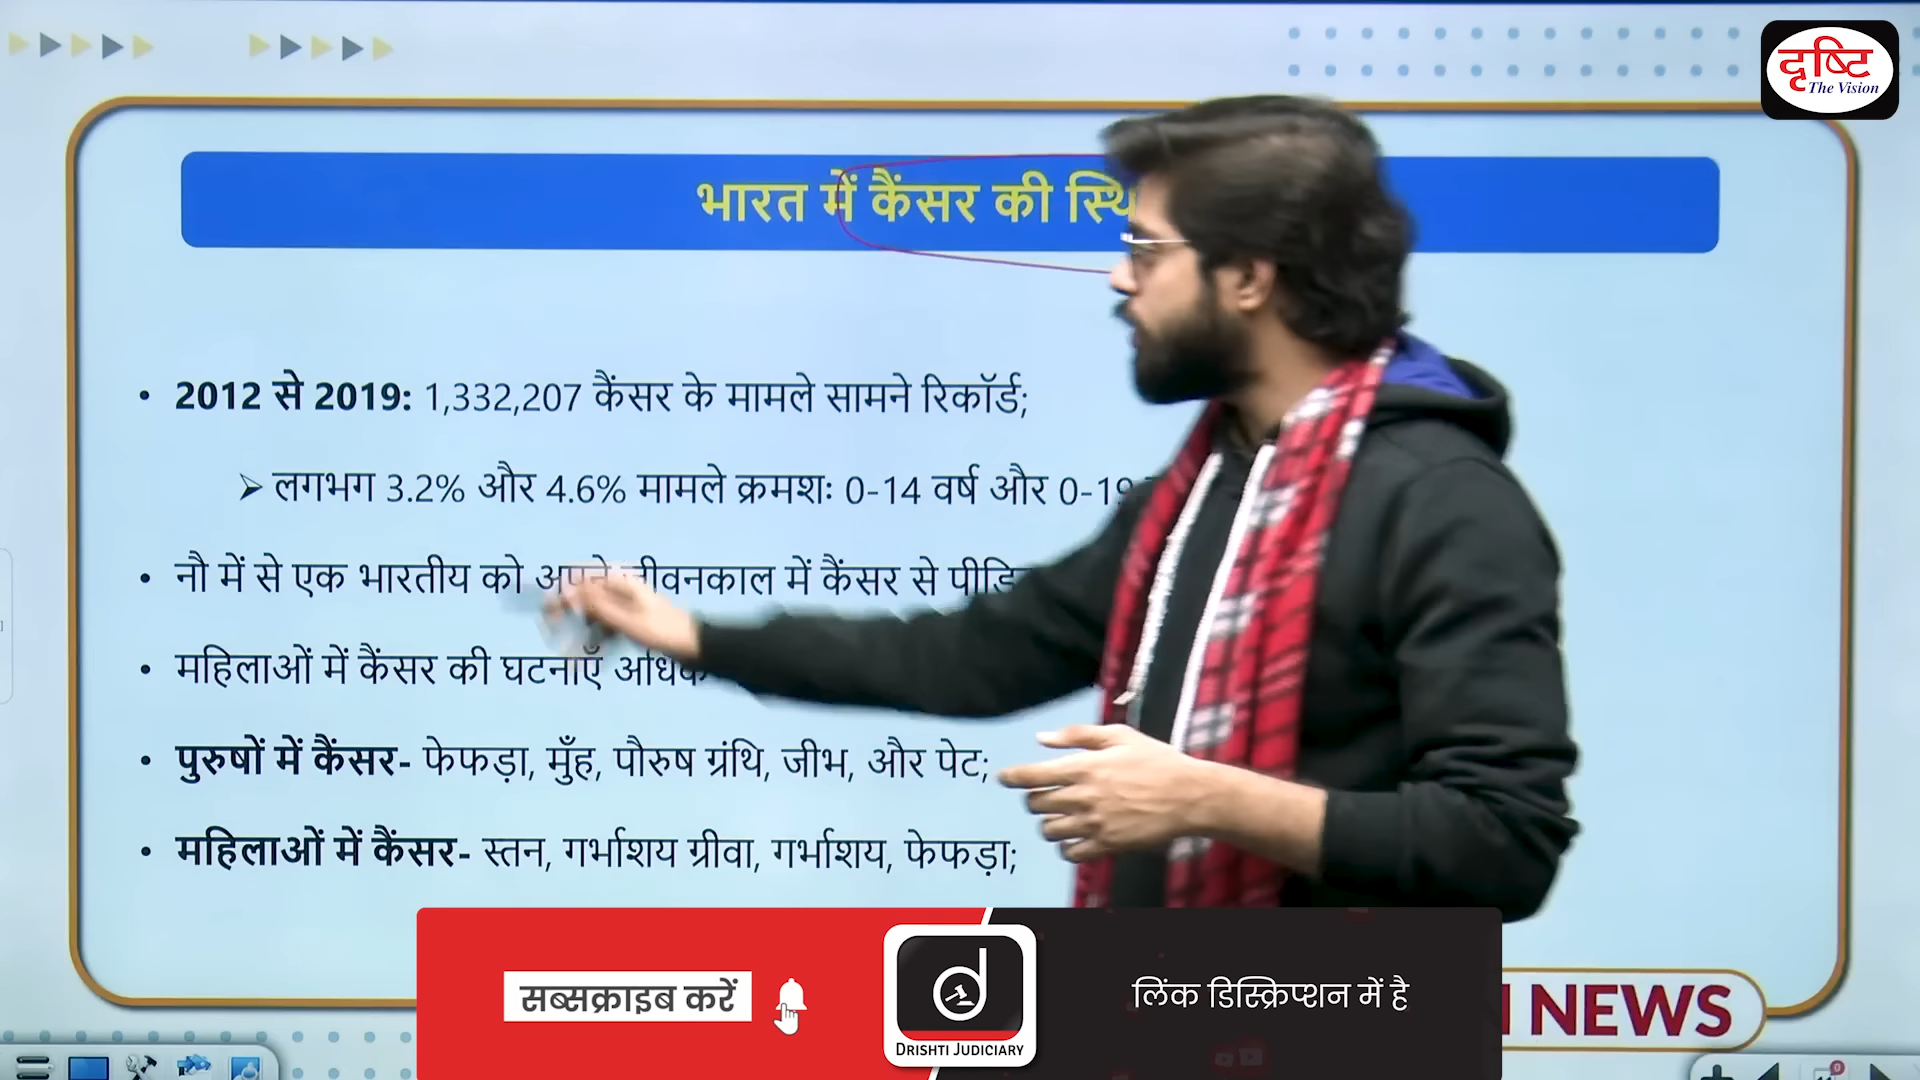 दृष्टि
The Vision
भारत में कैंसर की
• 2012 से 2019: 1,332,207 कैंसर के मामले सामने रिकॉर्ड;
➢ लगभग 3.2% और 4.6% मामले क्रमशः 0-14 वर्ष और 0-19
• नौ में से एक भारतीय को अपने जीवनकाल में कैंसर से
• महिलाओं में कैंसर की घटनाएँ
• पुरुषों में कैंसर- फेफड़ा, मुँह, पौरुष ग्रंथि, जीभ, और पेट;
• महिलाओं में कैंसर- स्तन, गर्भाशय ग्रीवा, गर्भाशय, फेफड़ा;
सब्सक्राइब करें
DRISHTI JUDICIARY
लिंक डिस्क्रिप्शन में है
NEWS